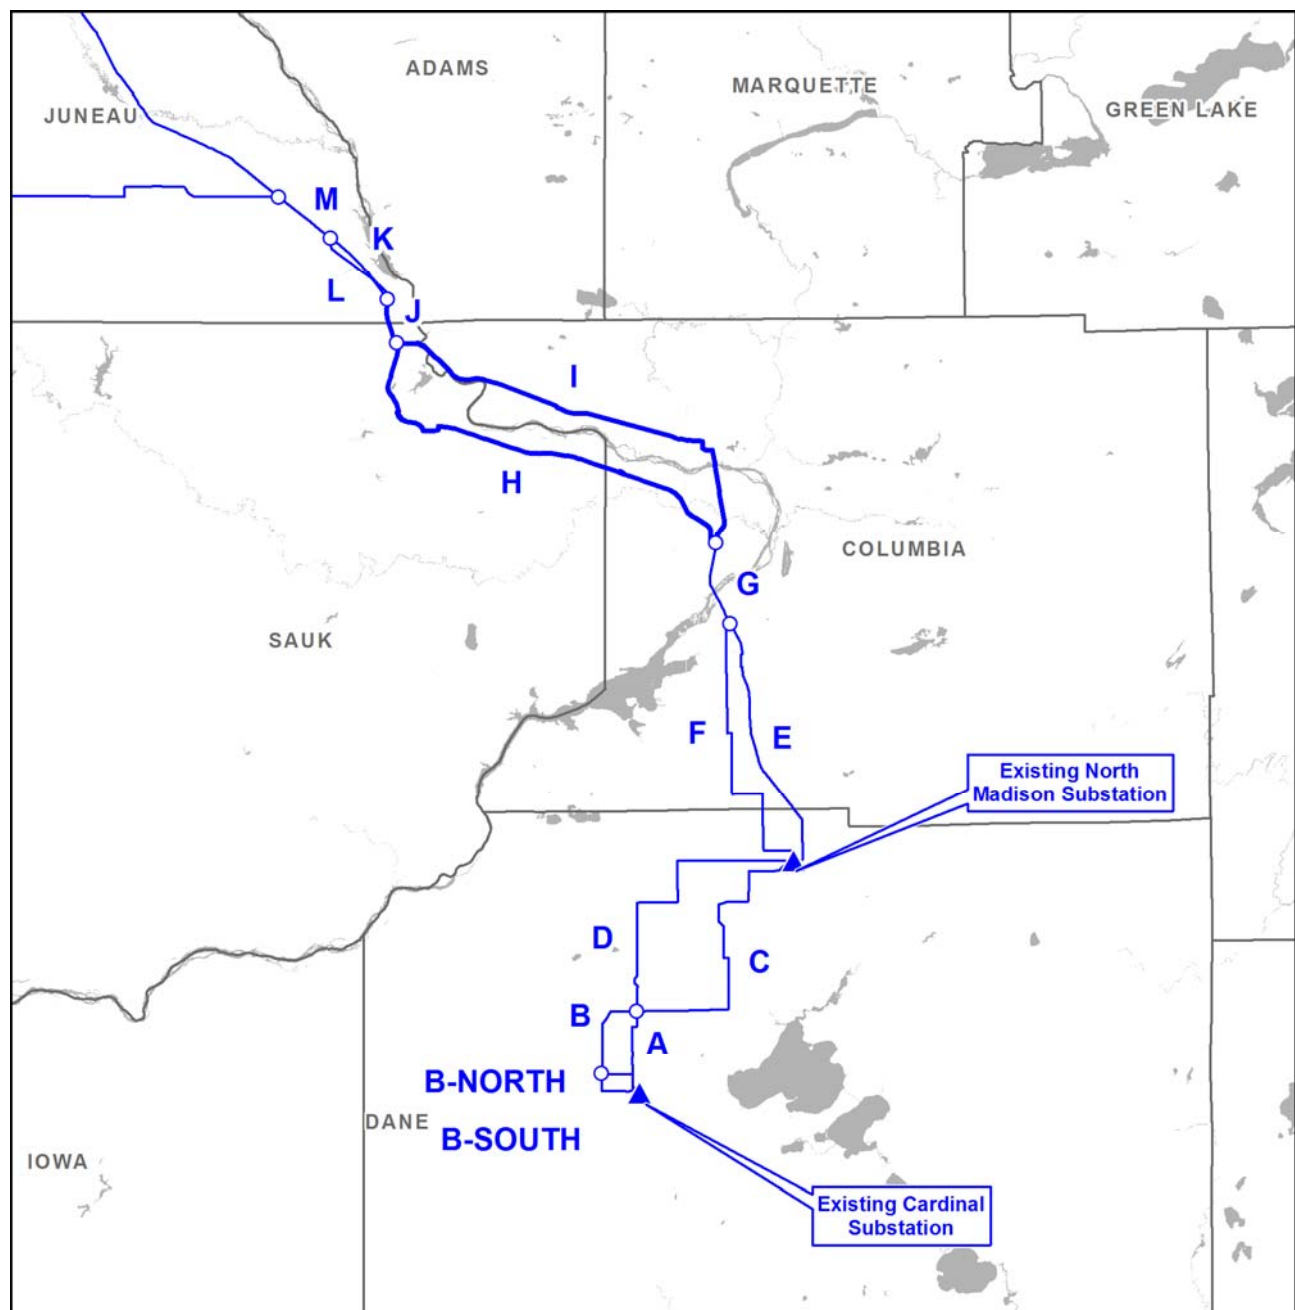 ADAMS
MARQUETTE
GREEN LAKE
JUNEAU
M
K
L
J
I
H
COLUMBIA
G
SAUK
F
E
Existing North
Madison Substation
D
C
B
A
B-NORTH
DANE
B-SOUTH
IOWA
Existing Cardinal
Substation